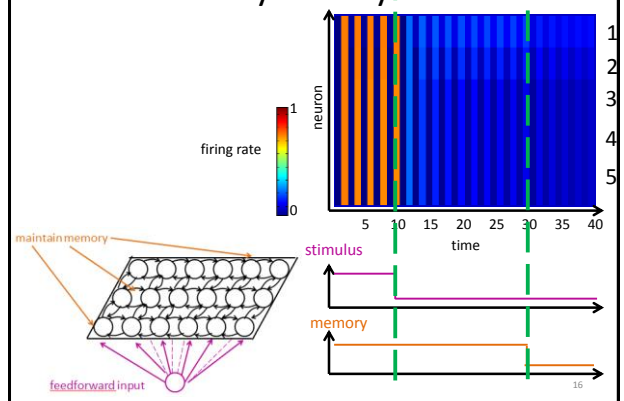 1
2
3
4
5
neuron
1
firing rate
0
5 10 15 20 25 30 35 40
time
maintain memory
stimulus
memory
feedforward input
16